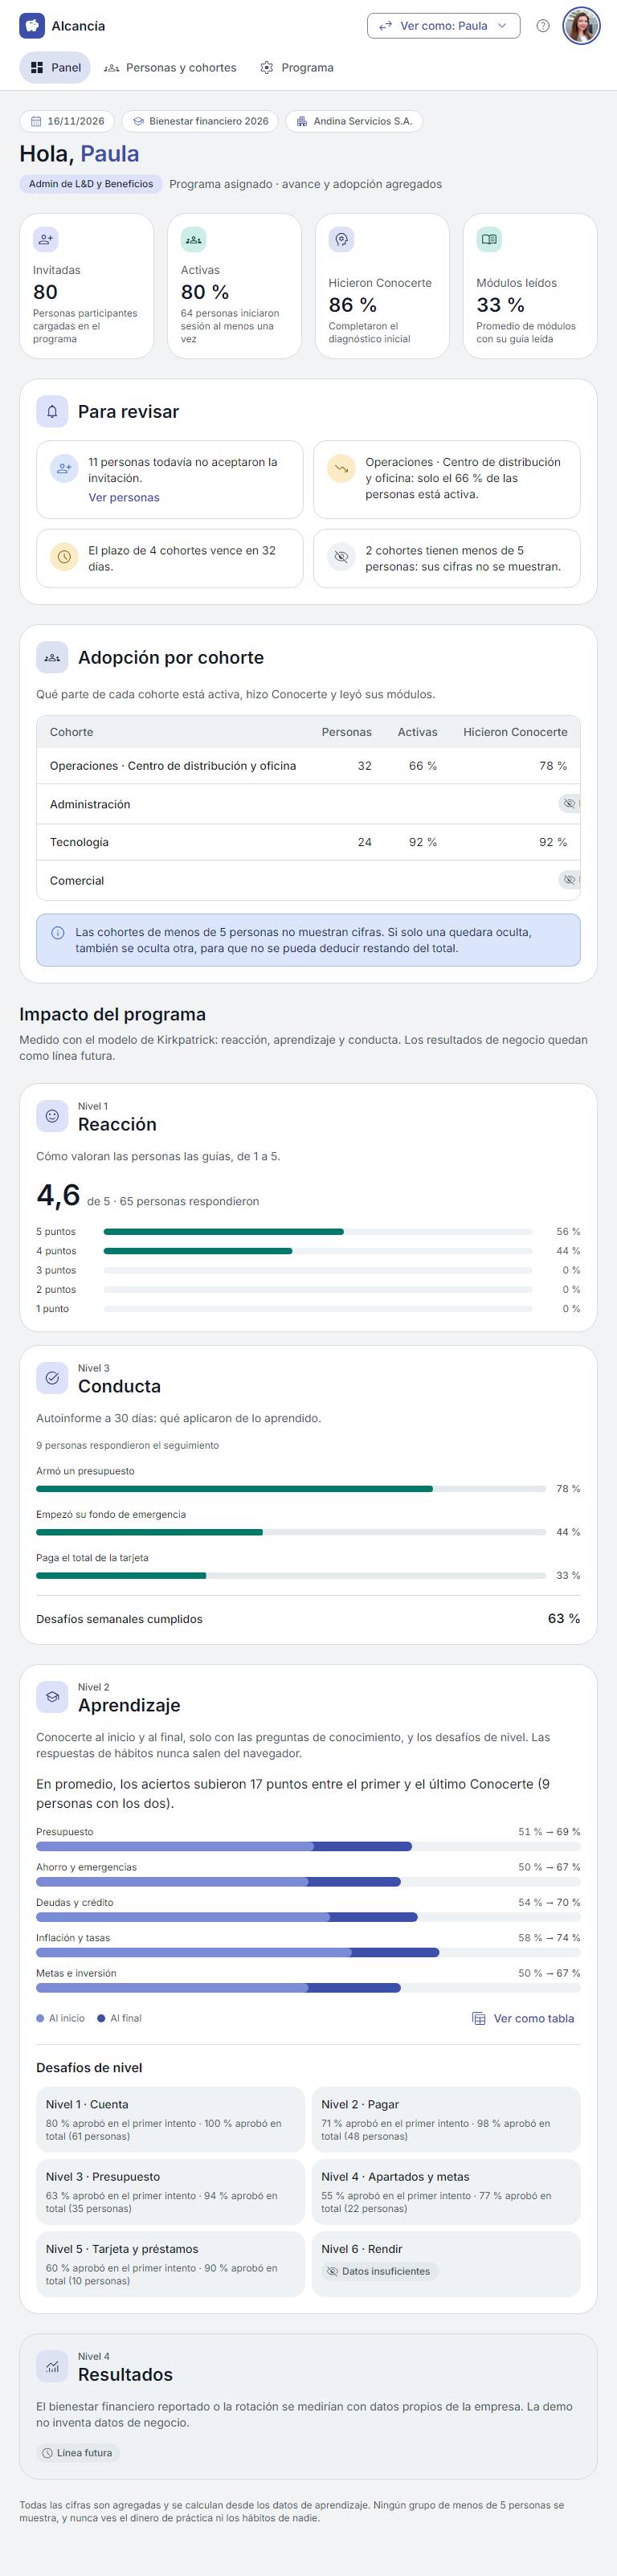 Alcancía
Ver como: Paula
Panel
Personas y cohortes
Programa
16/11/2026
Bienestar financiero 2026
Andina Servicios S.A.
Hola, Paula
Admin de L&D y Beneficios
Programa asignado · avance y adopción agregados
Invitadas
80
Personas participantes
cargadas en el
programa
Activas
80 %
64 personas iniciaron
sesión al menos una
vez
Hicieron Conocerte
86 %
Completaron el
diagnóstico inicial
Módulos leídos
33 %
Promedio de módulos
con su guía leída
Para revisar
11 personas todavía no aceptaron la
invitación.
Ver personas
Operaciones · Centro de distribución
y oficina: solo el 66 % de las
personas está activa.
El plazo de 4 cohortes vence en 32
días.
2 cohortes tienen menos de 5
personas: sus cifras no se muestran.
Adopción por cohorte
Qué parte de cada cohorte está activa, hizo Conocerte y leyó sus módulos.
Cohorte Personas Activas Hicieron Conocerte
Operaciones · Centro de distribución y oficina 32 66 % 78 %
Administración
Tecnología 24 92 % 92 %
Comercial
Las cohortes de menos de 5 personas no muestran cifras. Si solo una quedara oculta,
también se oculta otra, para que no se pueda deducir restando del total.
Impacto del programa
Medido con el modelo de Kirkpatrick: reacción, aprendizaje y conducta. Los resultados de negocio quedan
como línea futura.
Nivel 1
Reacción
Cómo valoran las personas las guías, de 1 a 5.
4,6 de 5 · 65 personas respondieron
5 puntos 56 %
4 puntos 44 %
3 puntos 0 %
2 puntos 0 %
1 punto 0 %
Nivel 3
Conducta
Autoinforme a 30 días: qué aplicaron de lo aprendido.
9 personas respondieron el seguimiento
Armó un presupuesto
78 %
Empezó su fondo de emergencia
44 %
Paga el total de la tarjeta
33 %
Desafíos semanales cumplidos 63 %
Nivel 2
Aprendizaje
Conocerte al inicio y al final, solo con las preguntas de conocimiento, y los desafíos de nivel. Las
respuestas de hábitos nunca salen del navegador.
En promedio, los aciertos subieron 17 puntos entre el primer y el último Conocerte (9
personas con los dos).
Presupuesto 51 % → 69 %
Ahorro y emergencias 50 % → 67 %
Deudas y crédito 54 % → 70 %
Inflación y tasas 58 % → 74 %
Metas e inversión 50 % → 67 %
Al inicio Al final
Ver como tabla
Desafíos de nivel
Nivel 1 · Cuenta
80 % aprobó en el primer intento · 100 % aprobó en
total (61 personas)
Nivel 2 · Pagar
71 % aprobó en el primer intento · 98 % aprobó en
total (48 personas)
Nivel 3 · Presupuesto
63 % aprobó en el primer intento · 94 % aprobó en
total (35 personas)
Nivel 4 · Apartados y metas
55 % aprobó en el primer intento · 77 % aprobó en
total (22 personas)
Nivel 5 · Tarjeta y préstamos
60 % aprobó en el primer intento · 90 % aprobó en
total (10 personas)
Nivel 6 · Rendir
Datos insuficientes
Nivel 4
Resultados
El bienestar financiero reportado o la rotación se medirían con datos propios de la empresa. La demo
no inventa datos de negocio.
Línea futura
Todas las cifras son agregadas y se calculan desde los datos de aprendizaje. Ningún grupo de menos de 5 personas se
muestra, y nunca ves el dinero de práctica ni los hábitos de nadie.